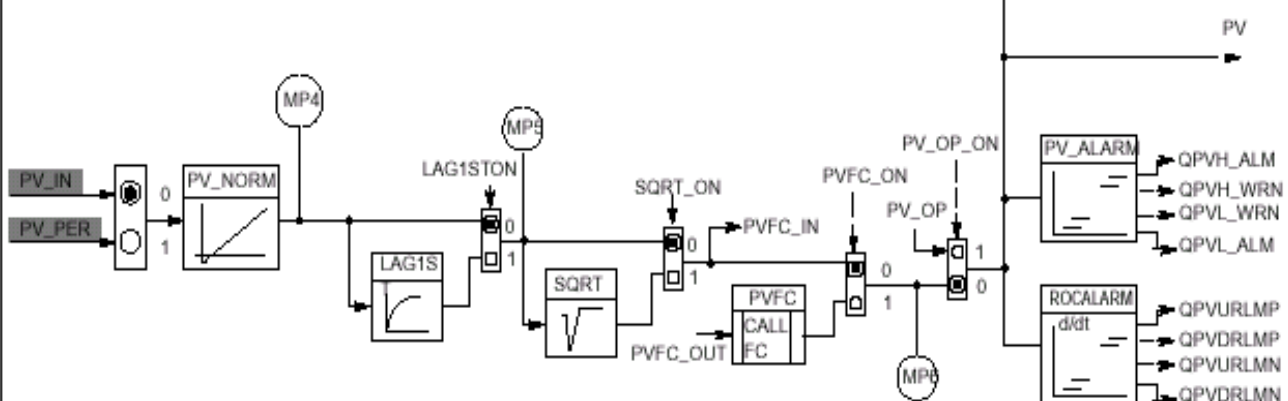 PV
MP4
MP5
PV_OP_ON
PV_ALARM
QPVH_ALM
LAG1STON
PVFC_ON
PV_IN
0
PV_NORM
SQRT_ON
QPVH_WRN
PV_OP
QPVL_WRN
PV_PER
1
0
PVFC_IN
QPVL_ALM
0
1
1
LAG1S
1
0
0
SQRT
PVFC
1
ROCALARM
QPVURLMP
CALL
FC
d/dt
QPVDRLMP
PVFC_OUT
QPVURLMN
MP6
QPVDRLMN